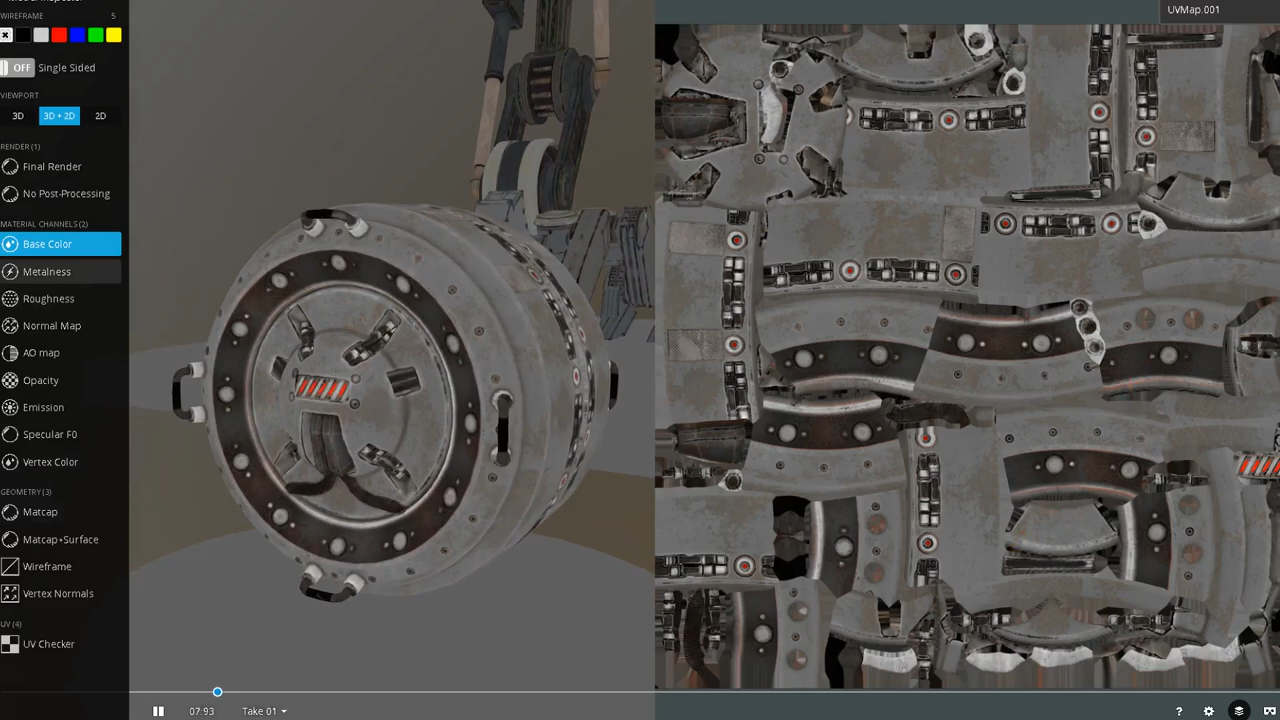 WIREFRAME 5
OFF Single Sided
VIEWPORT
3D 3D + 2D 2D
RENDER (1)
Final Render
No Post-Processing
MATERIAL CHANNELS (2)
Base Color
Metalness
Roughness
Normal Map
AO map
Opacity
Emission
Specular F0
Vertex Color
GEOMETRY (3)
Matcap
Matcap+Surface
Wireframe
Vertex Normals
UV (4)
UV Checker
UVMap.001
07:93 Take 01
?